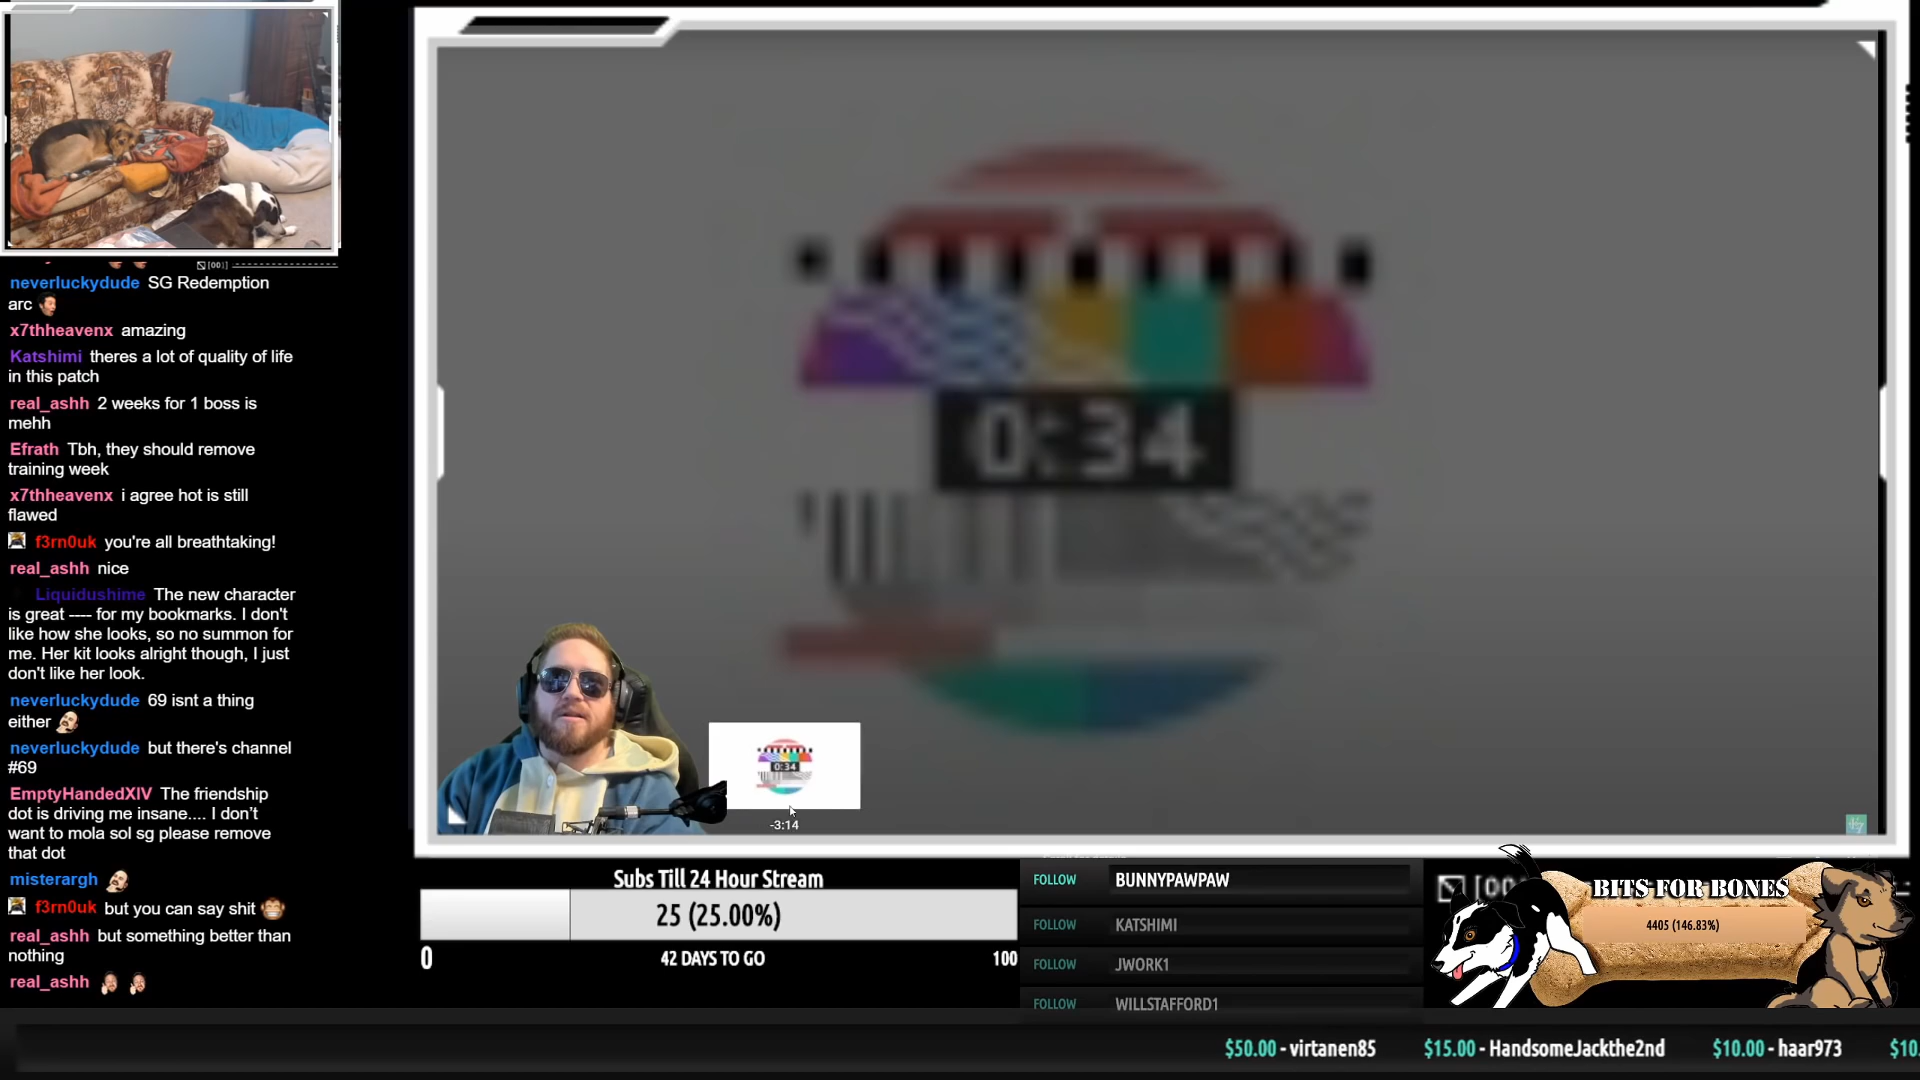 [001]
neverluckydude SG Redemption
arc
x7thheavenx amazing
Katshimi theres a lot of quality of life
in this patch
real_ashh 2 weeks for 1 boss is
mehh
Efrath Tbh, they should remove
training week
x7thheavenx i agree hot is still
flawed
f3rn0uk you're all breathtaking!
real_ashh nice
Liquidushime The new character
is great ---- for my bookmarks. I don't
like how she looks, so no summon for
me. Her kit looks alright though, I just
don't like her look.
neverluckydude 69 isnt a thing
either
neverluckydude but there's channel
#69
EmptyHandedXIV The friendship
dot is driving me insane.... I don't
want to mola sol sg please remove
that dot
misterargh
f3rn0uk but you can say shit
real_ashh but something better than
nothing
real_ashh
0:34
0:34
-3:14
Subs Till 24 Hour Stream
25 (25.00%)
0 42 DAYS TO GO 100
FOLLOW BUNNYPAWPAW
FOLLOW KATSHIMI
FOLLOW JWORK1
FOLLOW WILLSTAFFORD1
BITS FOR BONES
4405 (146.83%)
$50.00 - virtanen85 $15.00 - HandsomeJackthe2nd $10.00 - haar973 $10.